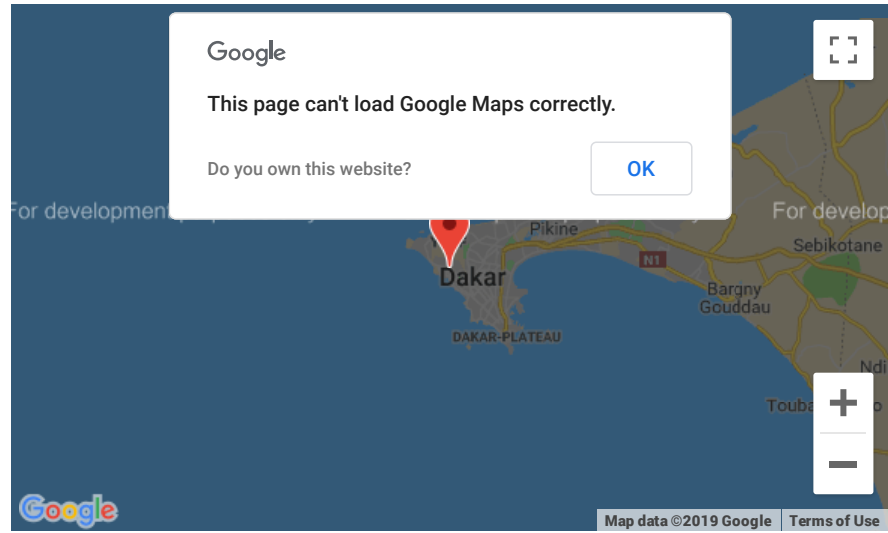 Google
This page can't load Google Maps correctly.
Do you own this website?
OK
For development
For develop
Pikine
Sebikotane
N1
Dakar
Bargny
Gouddau
DAKAR-PLATEAU
Ndi
Touba
o
Google
Map data ©2019 Google
Terms of Use